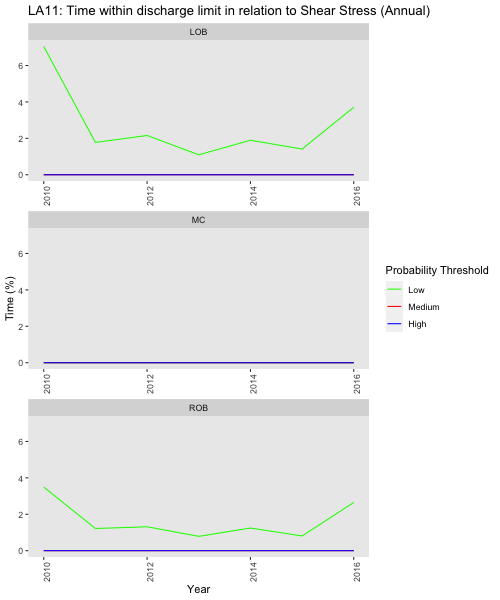 LA11: Time within discharge limit in relation to Shear Stress (Annual)
LOB
6
4
2
0
2010 2012 2014 2016
MC
6
4
2
0
2010 2012 2014 2016
ROB
6
4
2
0
2010 2012 2014 2016
Time (%)
Year
Probability Threshold
Low
Medium
High